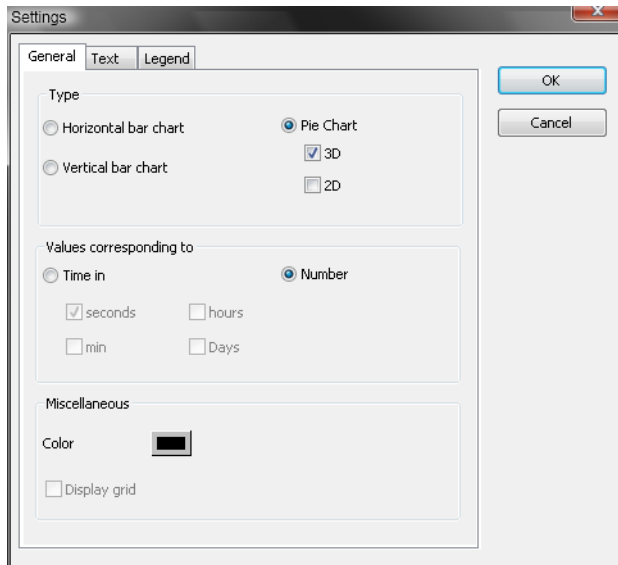 Settings
General Text Legend
OK
Cancel
Type
Horizontal bar chart Pie Chart
3D
Vertical bar chart
2D
Values corresponding to
Time in Number
seconds hours
min Days
Miscellaneous
Color
Display grid